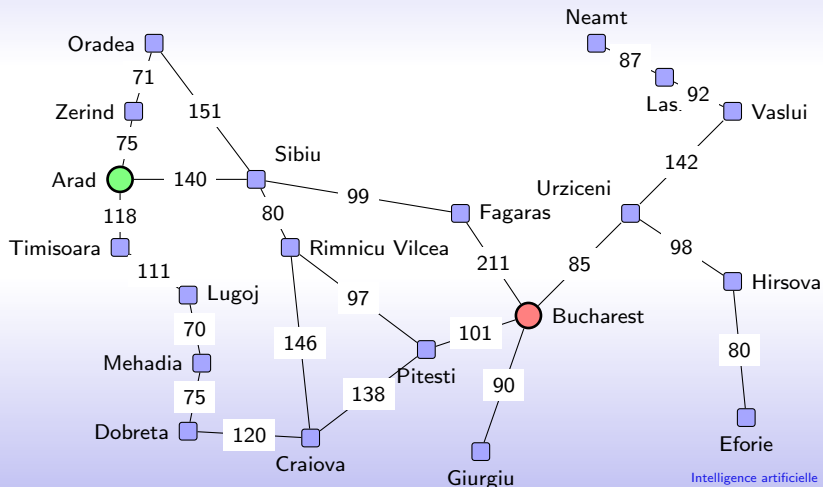 Neamt
Oradea
87
71
Las.
92
Zerind
151
Vaslui
75
Sibiu
142
Arad
140
99
Urziceni
118
80
Fagaras
Timisoara
Rimnicu Vilcea
98
111
211
85
Lugoj
97
Hirsova
70
146
101
Bucharest
Mehadia
80
Pitesti
75
138
90
Dobreta
120
Craiova
Eforie
Giurgiu
Intelligence artificielle